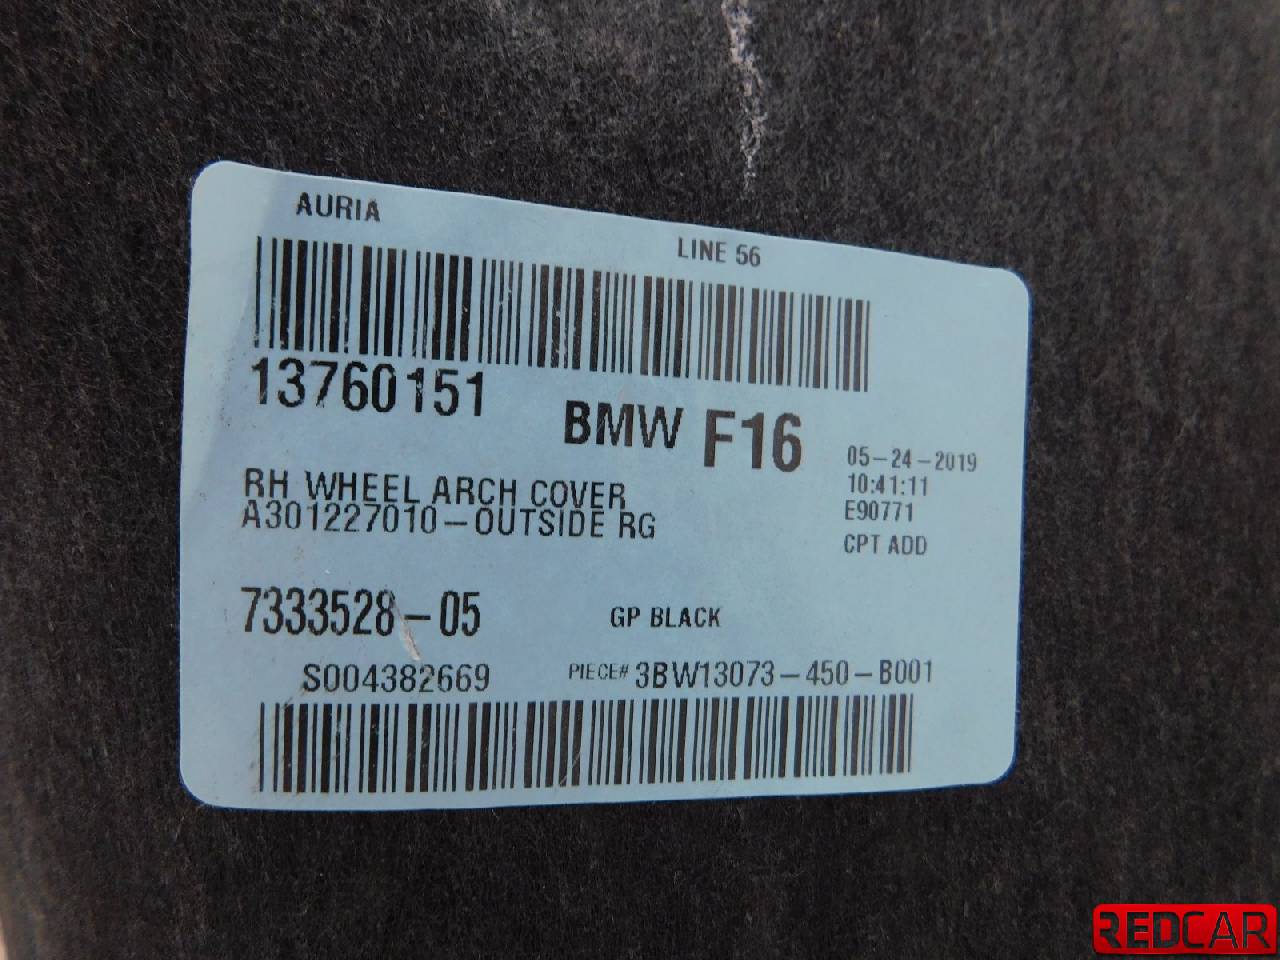 AURIA
LINE 56
13760151
BMW F16
05-24-2019
10:41:11
E90771
CPT ADD
RH WHEEL ARCH COVER
A301227010-OUTSIDE RG
7333528-05
GP BLACK
S004382669
PIECE# 3BW13073-450-B001
REDCAR